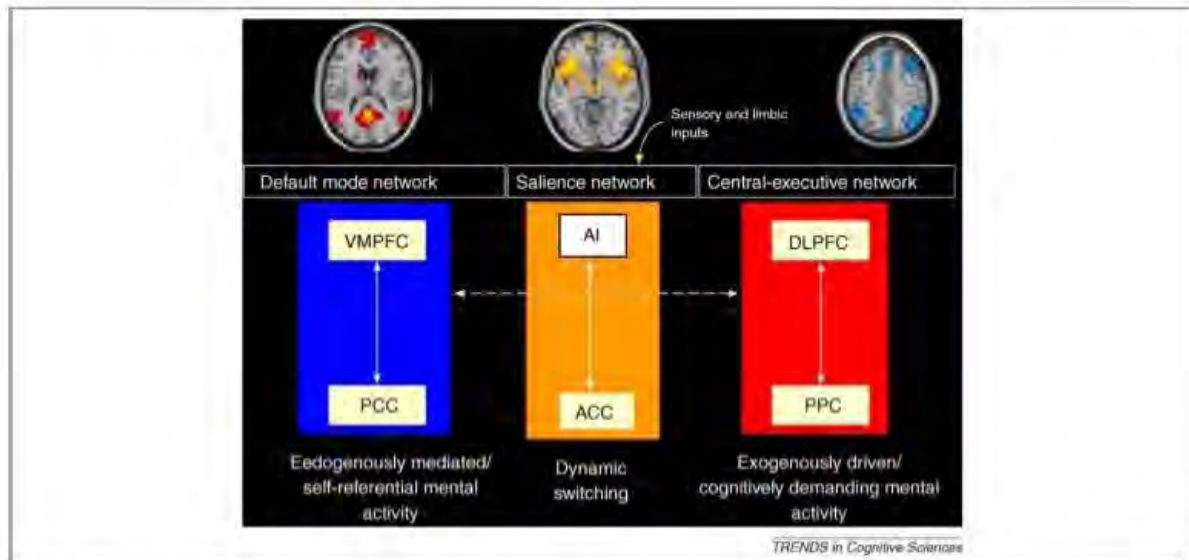 Sensory and limbic
inputs
Default mode network
Salience network
Central-executive network
VMPFC
AI
DLPFC
PCC
ACC
PPC
Eedogenously mediated/
self-referential mental
activity
Dynamic
switching
Exogenously driven/
cognitively demanding mental
activity
TRENDS in Cognitive Sciences